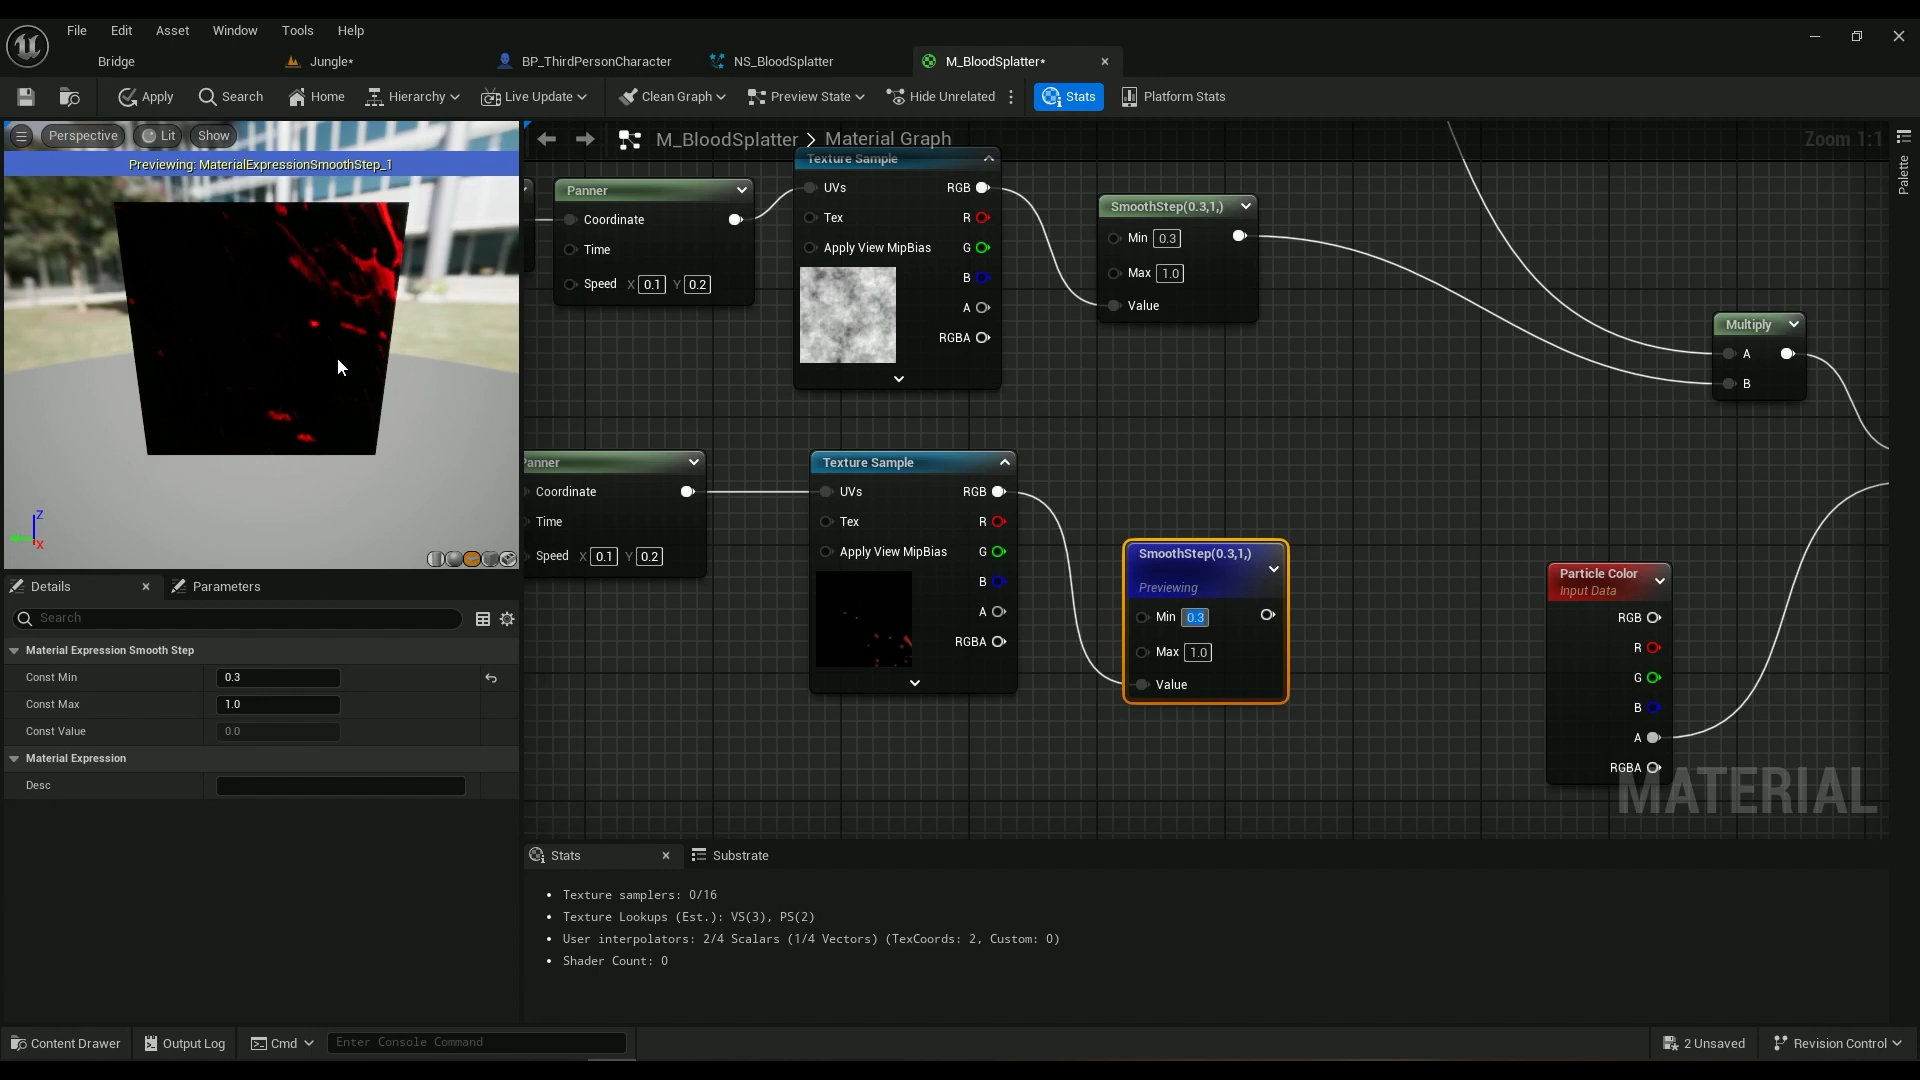 File Edit Asset Window Tools Help
Bridge Jungle* BP_ThirdPersonCharacter NS_BloodSplatter M_BloodSplatter*
Apply Search Home Hierarchy Live Update Clean Graph Preview State Hide Unrelated Stats Platform Stats
Perspective Lit Show
Previewing: MaterialExpressionSmoothStep_1
Z
X
M_BloodSplatter Material Graph
Zoom 1:1
Palette
Panner
Coordinate
Time
Speed X 0.1 Y 0.2
Texture Sample
UVs RGB
Tex R
Apply View MipBias G
B
A
RGBA
SmoothStep(0.3,1,)
Min 0.3
Max 1.0
Value
Multiply
A
B
Panner
Coordinate
Time
Speed X 0.1 Y 0.2
Texture Sample
UVs RGB
Tex R
Apply View MipBias G
B
A
RGBA
SmoothStep(0.3,1,)
Previewing
Min 0.3
Max 1.0
Value
Particle Color
Input Data
RGB
R
G
B
A
RGBA
MATERIAL
Details Parameters
Search
Material Expression Smooth Step
Const Min 0.3
Const Max 1.0
Const Value 0.0
Material Expression
Desc
Stats Substrate
• Texture samplers: 0/16
• Texture Lookups (Est.): VS(3), PS(2)
• User interpolators: 2/4 Scalars (1/4 Vectors) (TexCoords: 2, Custom: 0)
• Shader Count: 0
Content Drawer Output Log Cmd Enter Console Command 2 Unsaved Revision Control